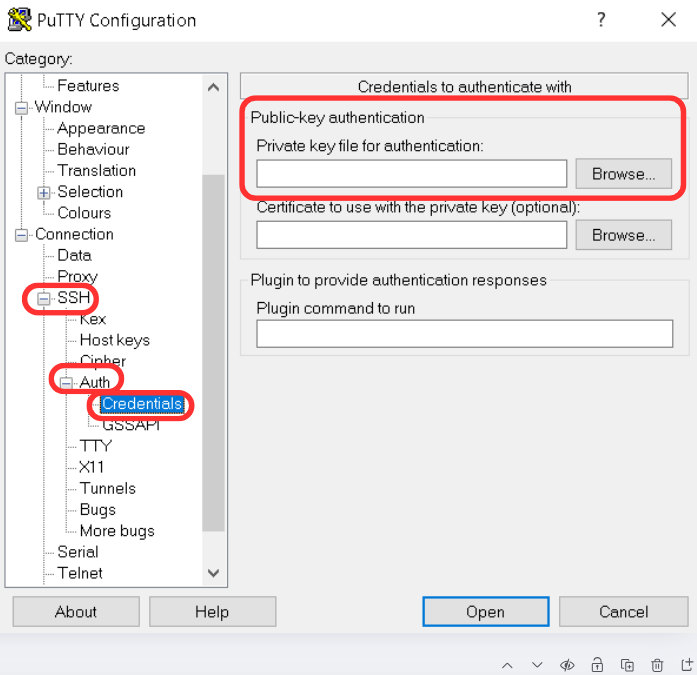 PuTTY Configuration
?
Category:
Features
Window
Appearance
Behaviour
Translation
Selection
Colours
Connection
Data
Proxy
SSH
Kex
Host keys
Cipher
Auth
Credentials
GSSAPI
TTY
X11
Tunnels
Bugs
More bugs
Serial
Telnet
Credentials to authenticate with
Public-key authentication
Private key file for authentication:
Browse...
Certificate to use with the private key (optional):
Browse...
Plugin to provide authentication responses
Plugin command to run
About
Help
Open
Cancel